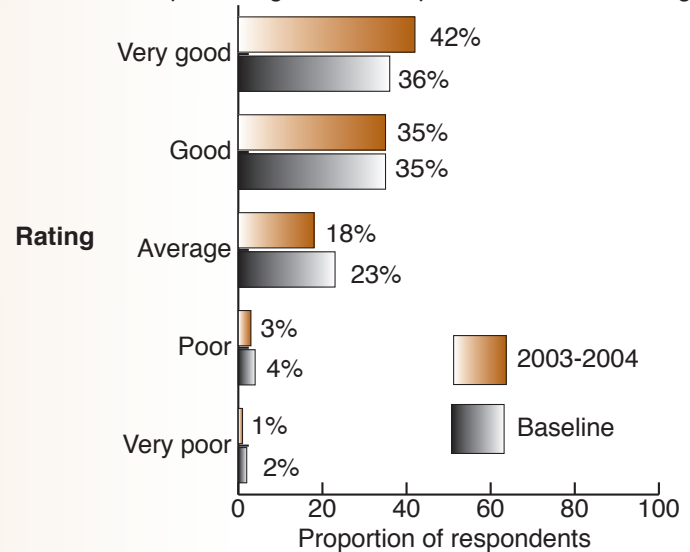 Very good
42%
36%
Good
35%
35%
Rating
Average
18%
23%
Poor
3%
4%
2003-2004
Very poor
1%
2%
Baseline
0 20 40 60 80 100
Proportion of respondents